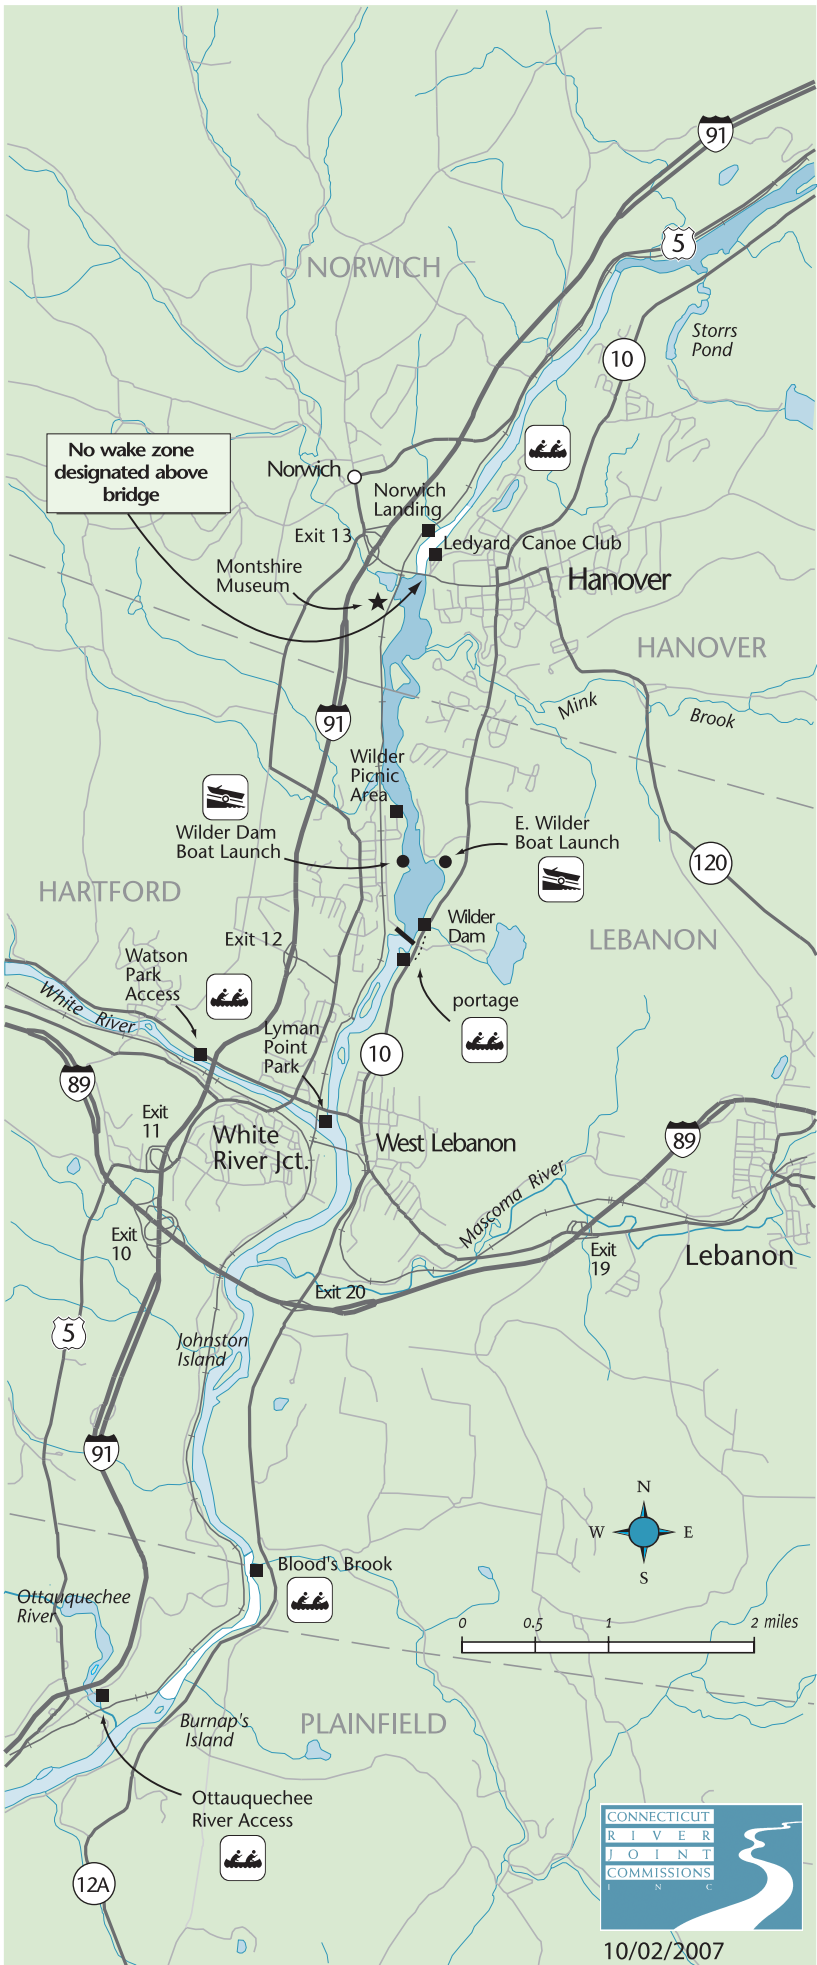 91
5
NORWICH
Storrs
Pond
10
No wake zone
designated above
bridge
Norwich
Norwich
Landing
Exit 13
Ledyard Canoe Club
Montshire
Museum
Hanover
HANOVER
Mink
Brook
91
Wilder
Picnic
Area
Wilder Dam
Boat Launch
E. Wilder
Boat Launch
120
HARTFORD
Wilder
Dam
LEBANON
Exit 12
Watson
Park
Access
White River
portage
Lyman
Point
Park
10
89
Exit
11
White
River Jct.
West Lebanon
89
Mascoma River
Exit
10
Exit
19
Lebanon
Exit 20
5
Johnston
Island
91
N
W
E
S
Blood's Brook
Ottauquechee
River
0
0.5
1
2 miles
Burnap's
Island
PLAINFIELD
Ottauquechee
River Access
12A
CONNECTICUT
RIVER
JOINT
COMMISSIONS
INC
10/02/2007